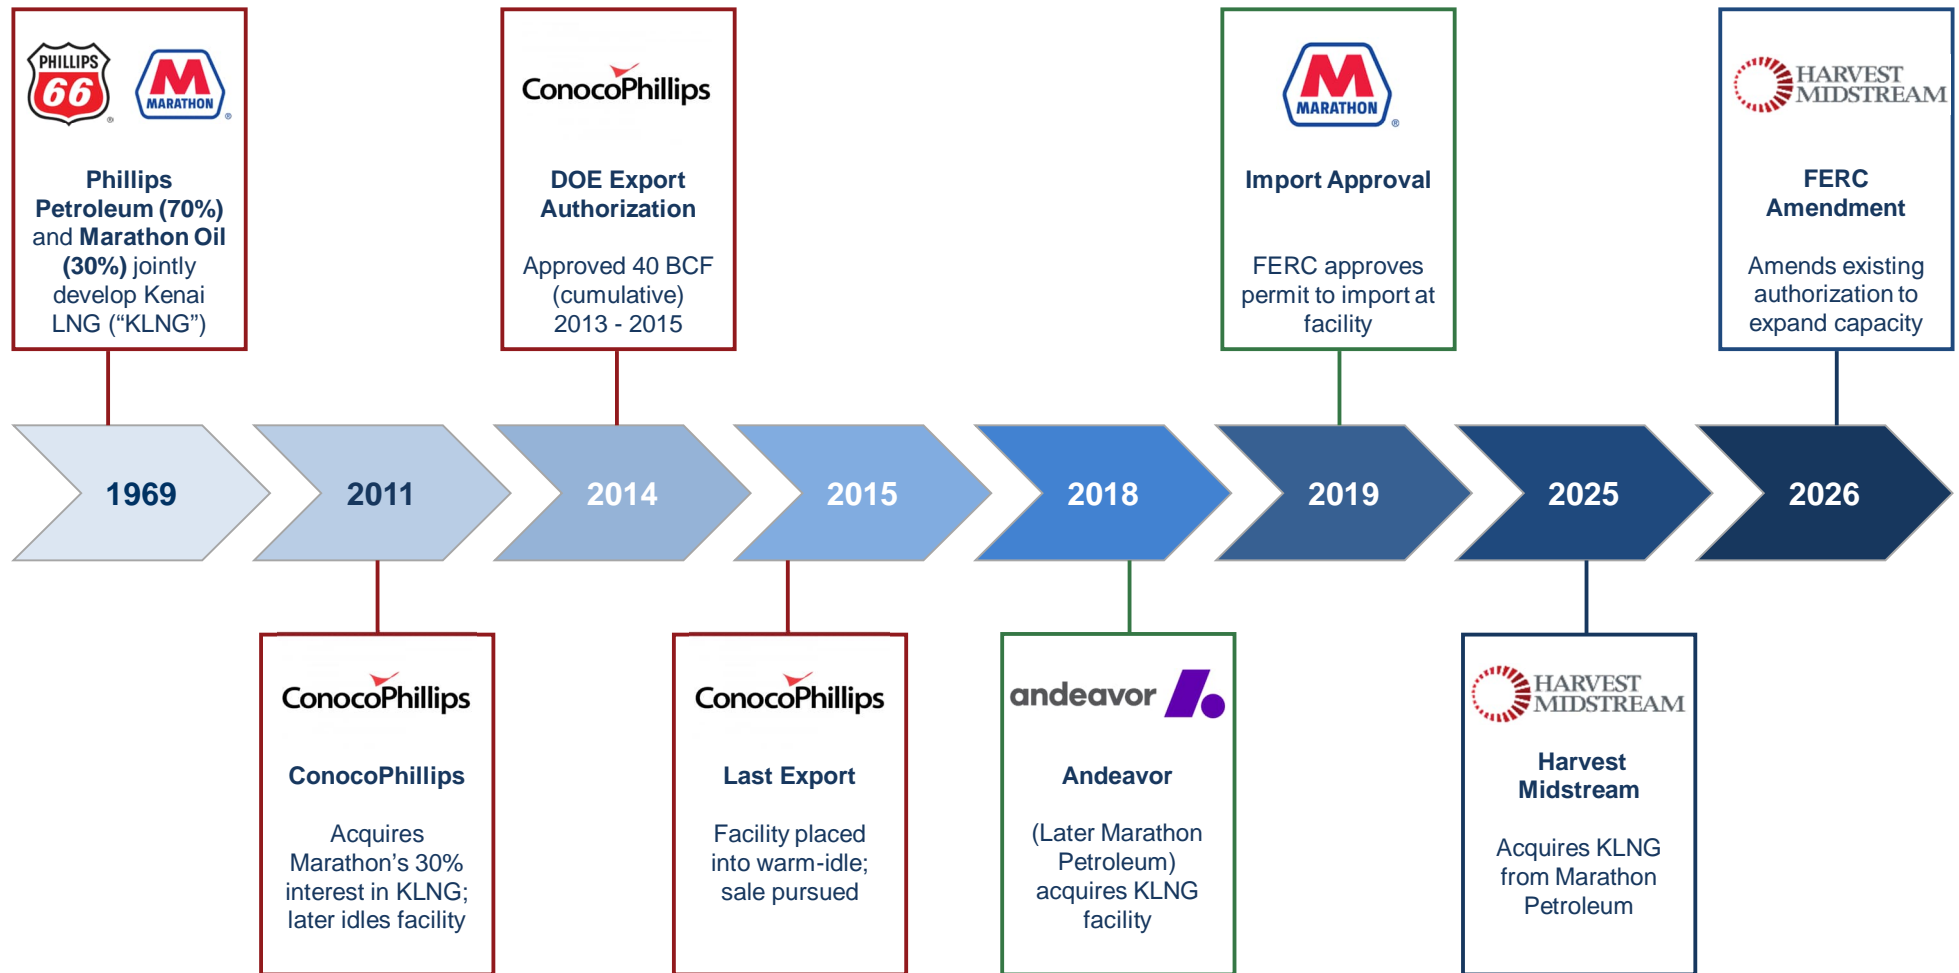 PHILLIPS
66
®
M
MARATHON
®
Phillips
Petroleum (70%)
and Marathon Oil
(30%) jointly
develop Kenai
LNG (“KLNG”)
ConocoPhillips
DOE Export
Authorization
Approved 40 BCF
(cumulative)
2013 - 2015
M
MARATHON
®
Import Approval
FERC approves
permit to import at
facility
HARVEST
MIDSTREAM
FERC
Amendment
Amends existing
authorization to
expand capacity
1969
2011
2014
2015
2018
2019
2025
2026
ConocoPhillips
ConocoPhillips
Acquires
Marathon’s 30%
interest in KLNG;
later idles facility
ConocoPhillips
Last Export
Facility placed
into warm-idle;
sale pursued
andeavor
Andeavor
(Later Marathon
Petroleum)
acquires KLNG
facility
HARVEST
MIDSTREAM
Harvest
Midstream
Acquires KLNG
from Marathon
Petroleum